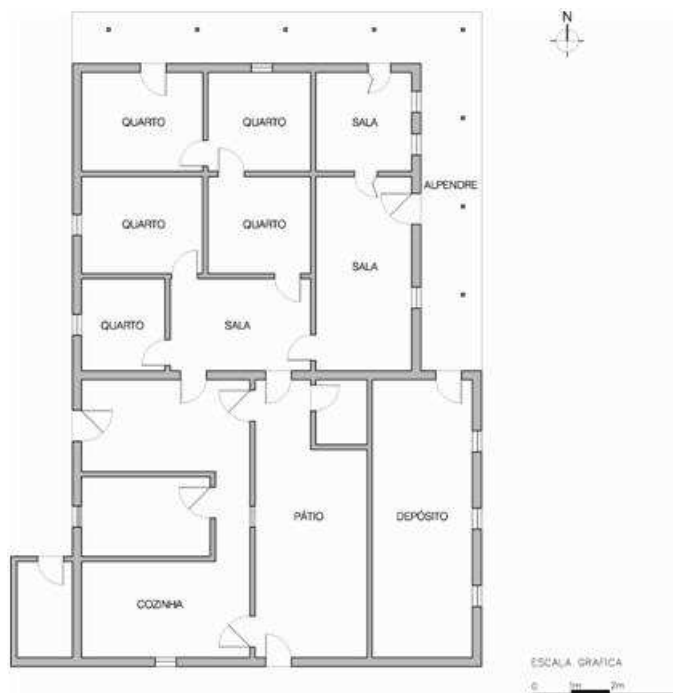 N
QUARTO
QUARTO
SALA
ALPENDRE
QUARTO
QUARTO
SALA
QUARTO
SALA
PÁTIO
DEPÓSITO
COZINHA
ESCALA GRAFICA
0 1m 2m